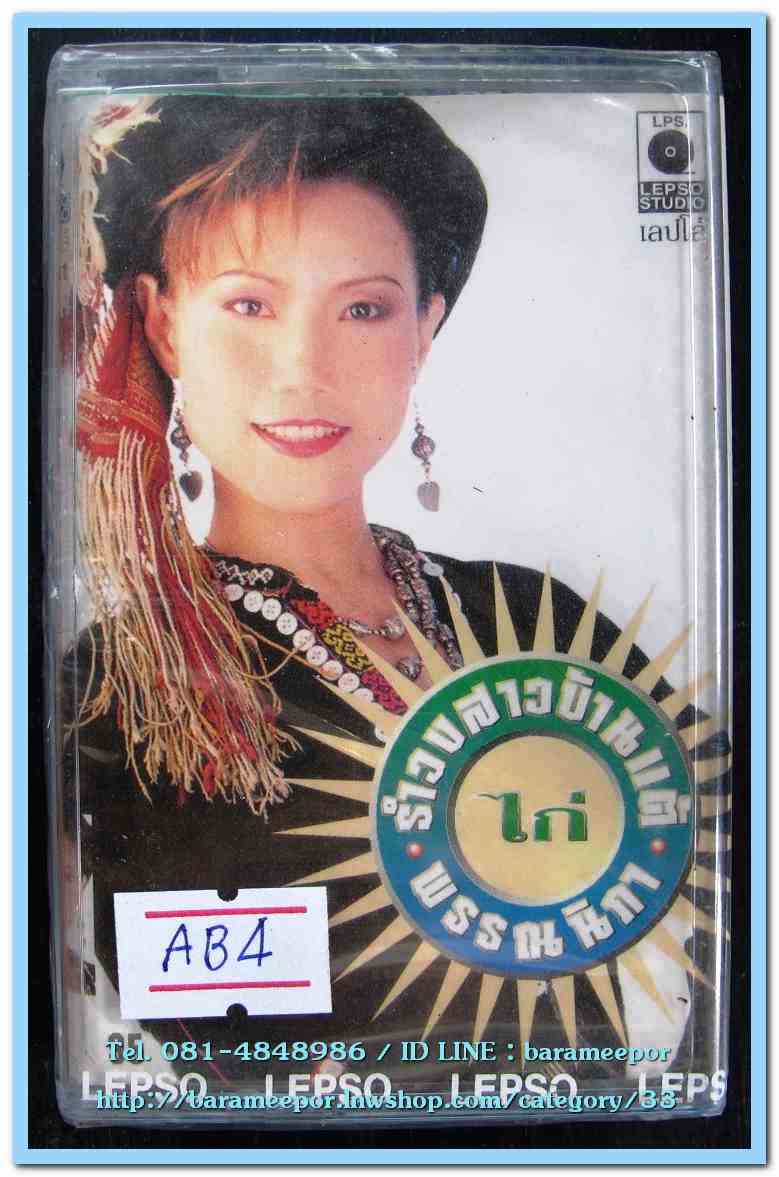 LPS.
LEPSO
STUDIO
เลปโส้
รำวงสาวบ้านแต้
ไก่
พรรณนิภา
AB4
Tel. 081-4848986 / ID LINE : barameepor
LEPSO LEPSO LEPSO LEPS
http://barameepor.lnwshop.com/category/33